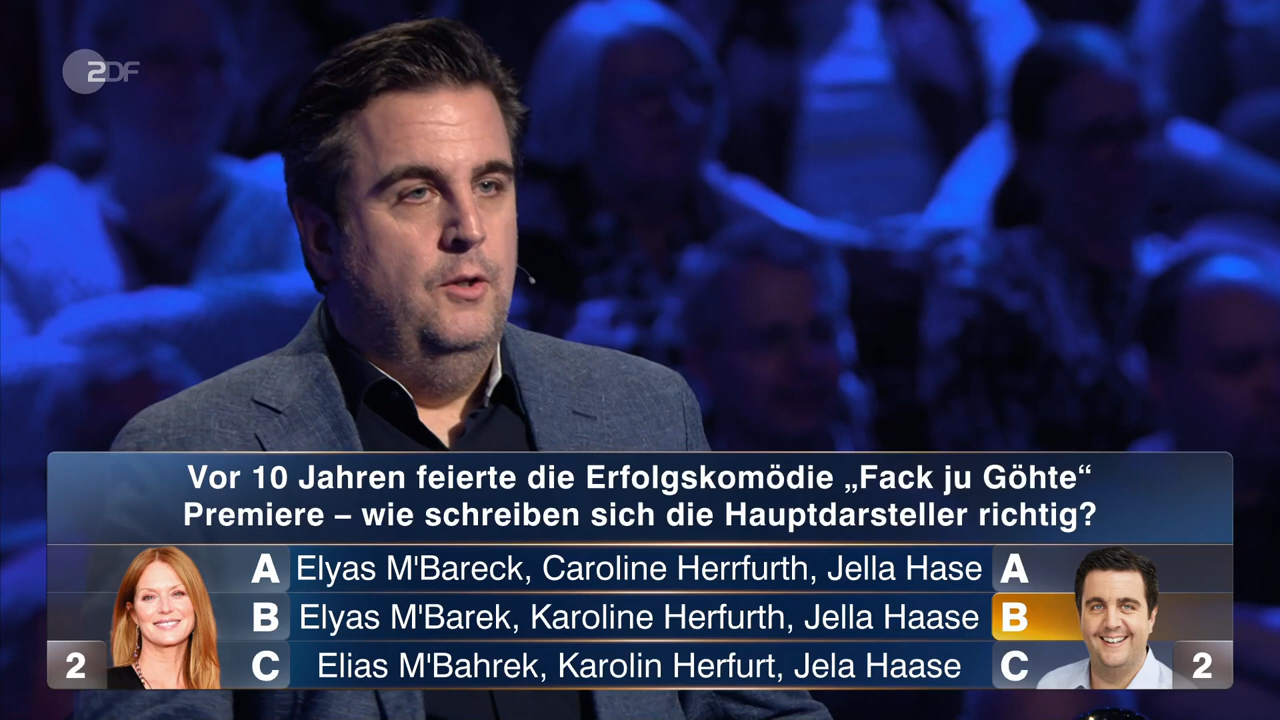 ZDF
Vor 10 Jahren feierte die Erfolgskomödie „Fack ju Göhte“
Premiere – wie schreiben sich die Hauptdarsteller richtig?
A Elyas M'Bareck, Caroline Herrfurth, Jella Hase A
B Elyas M'Barek, Karoline Herfurth, Jella Haase B
2 C Elias M'Bahrek, Karolin Herfurt, Jela Haase C 2